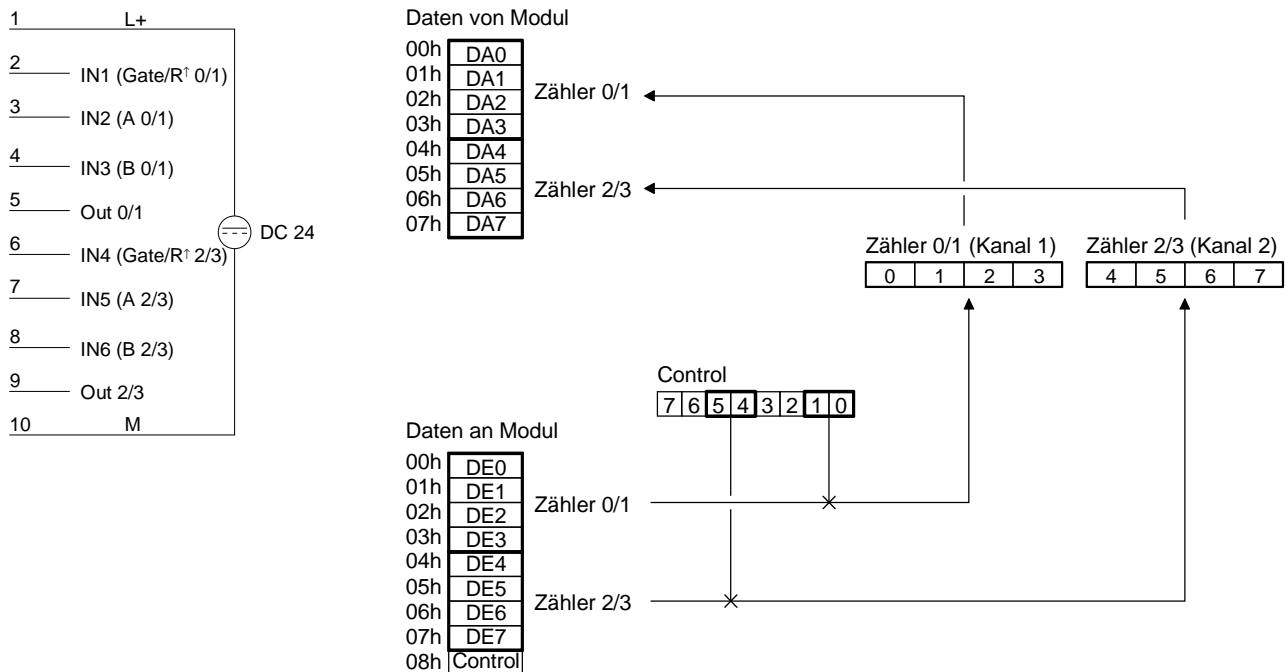 1 L+
2 IN1 (Gate/R↑ 0/1)
3 IN2 (A 0/1)
4 IN3 (B 0/1)
5 Out 0/1
DC 24
6 IN4 (Gate/R↑ 2/3)
7 IN5 (A 2/3)
8 IN6 (B 2/3)
9 Out 2/3
10 M
Daten von Modul
00h DA0
01h DA1
02h DA2
03h DA3
Zähler 0/1
04h DA4
05h DA5
06h DA6
07h DA7
Zähler 2/3
Zähler 0/1 (Kanal 1)
0 1 2 3
Zähler 2/3 (Kanal 2)
4 5 6 7
Control
7 6 5 4 3 2 1 0
Daten an Modul
00h DE0
01h DE1
02h DE2
03h DE3
Zähler 0/1
04h DE4
05h DE5
06h DE6
07h DE7
Zähler 2/3
08h Control